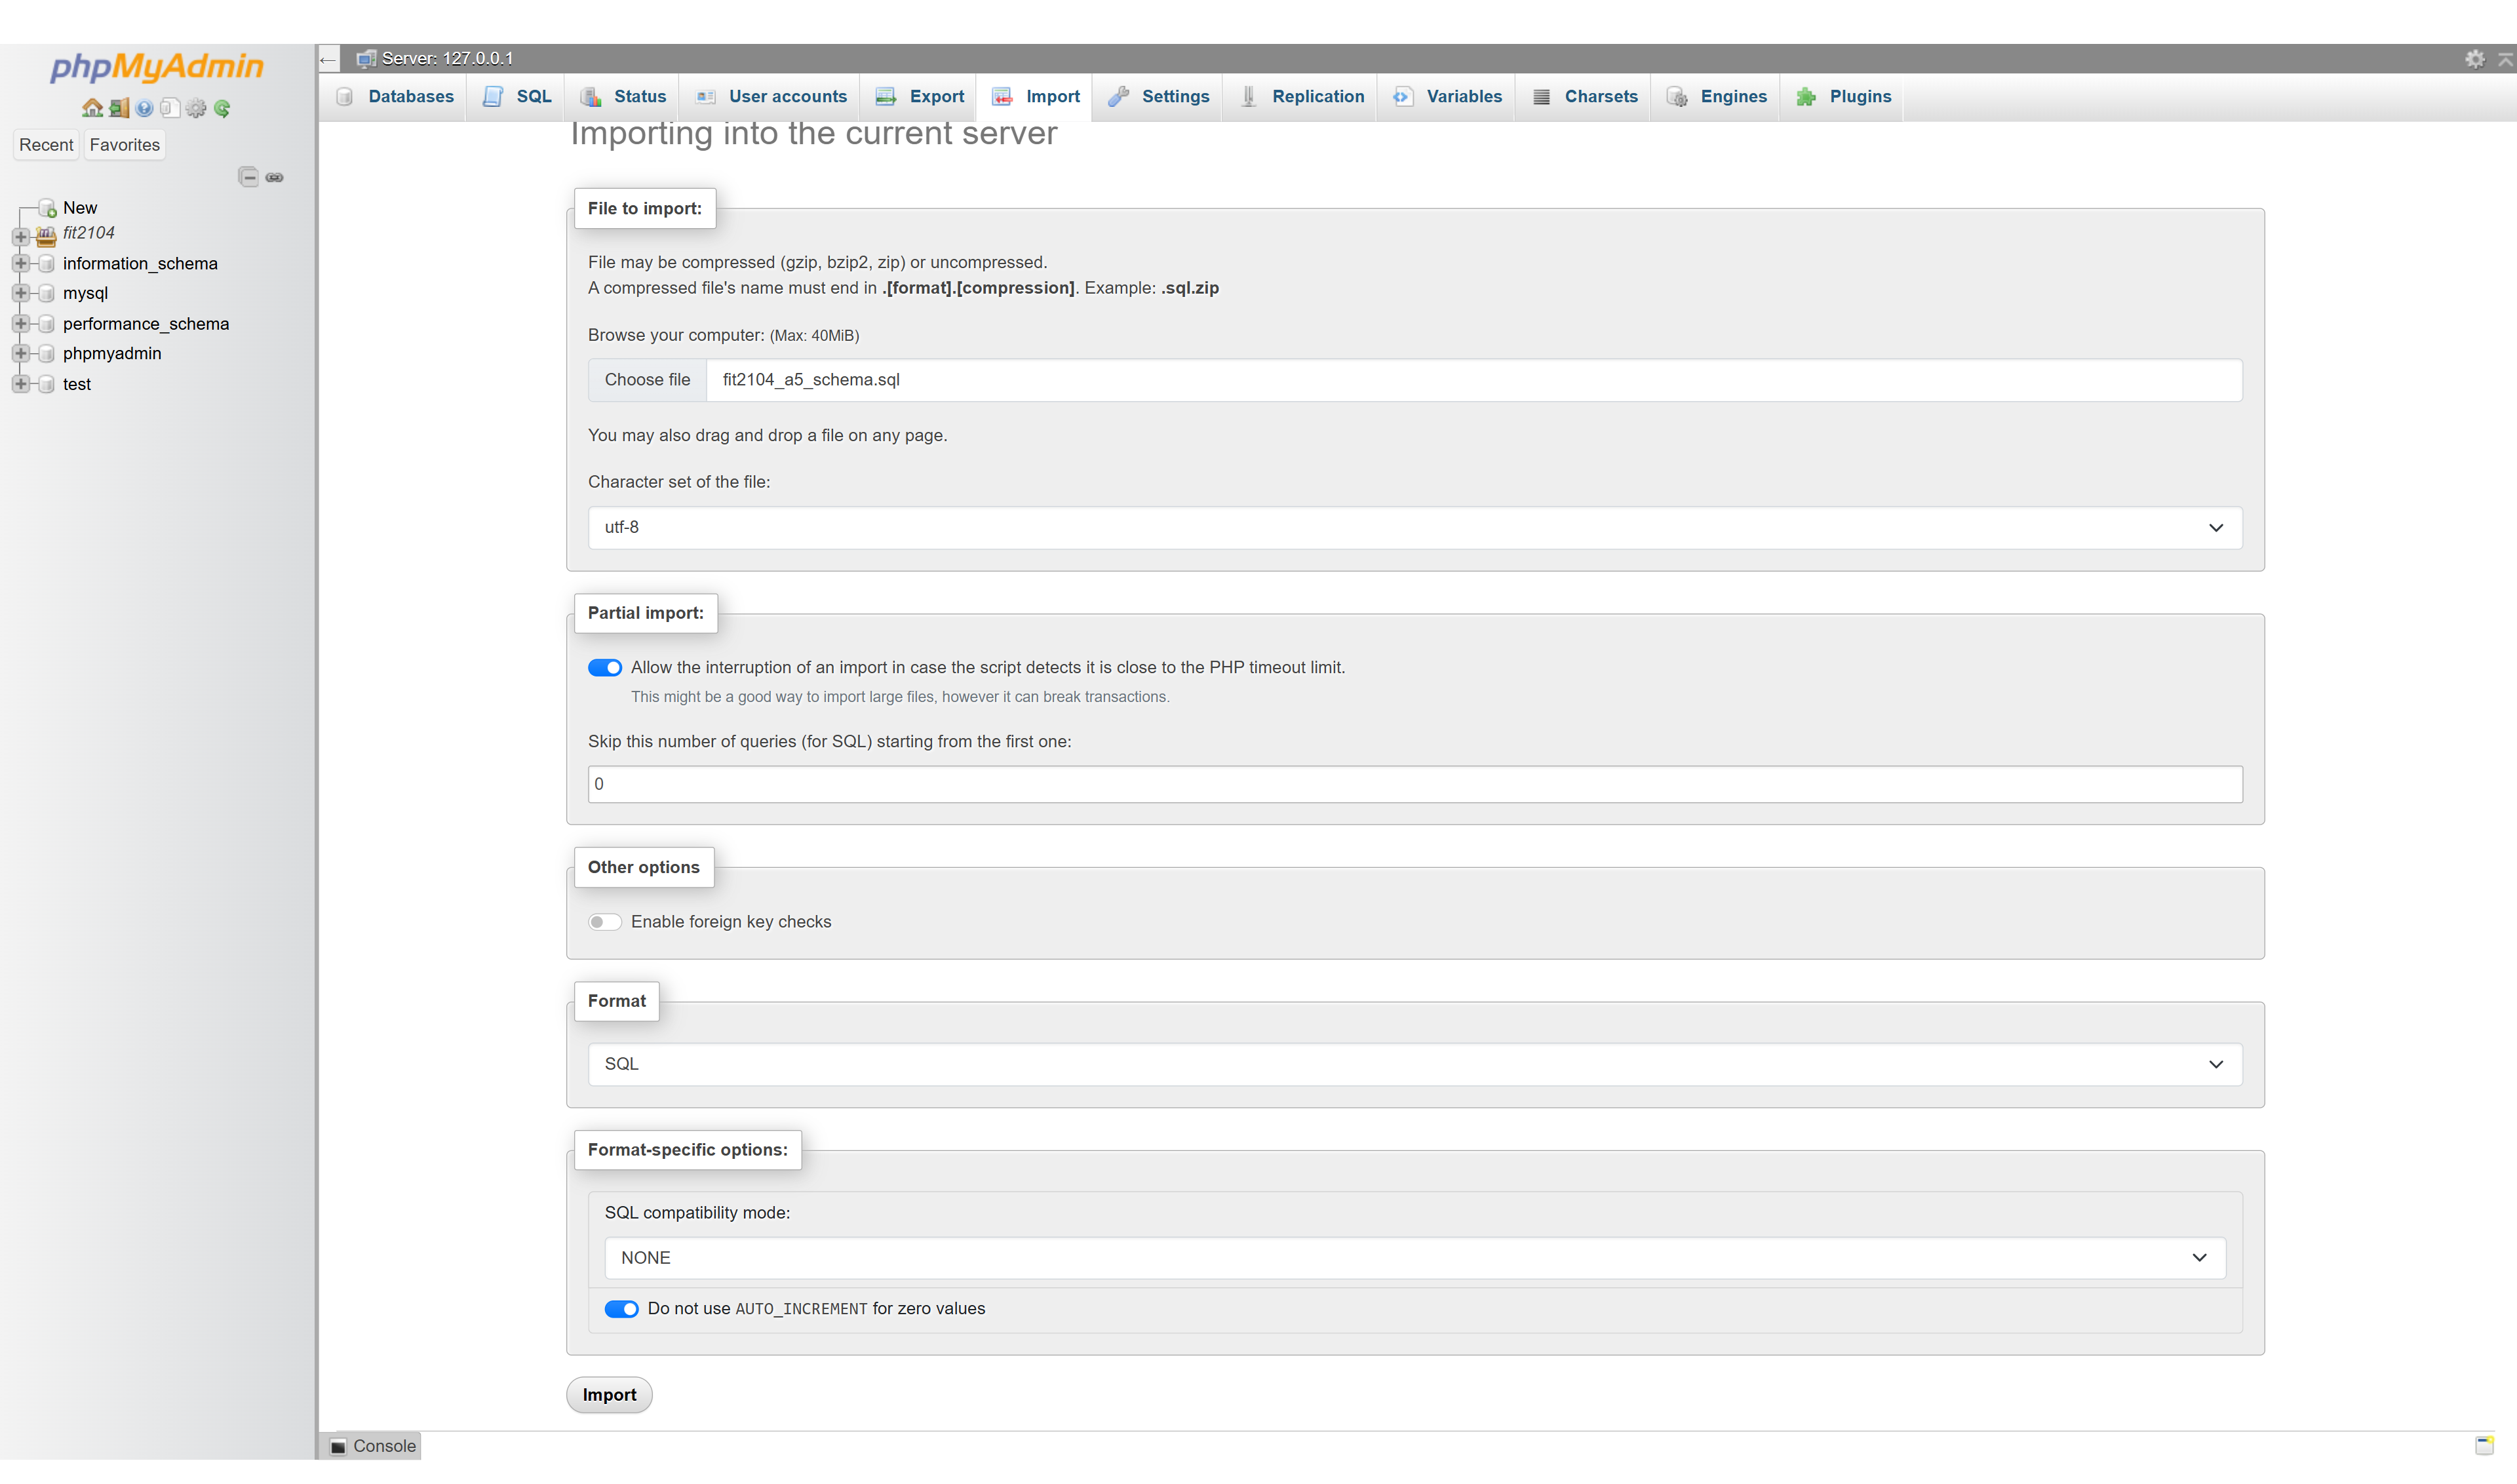 phpMyAdmin
Recent Favorites
New
fit2104
information_schema
mysql
performance_schema
phpmyadmin
test
Server: 127.0.0.1
Databases SQL Status User accounts Export Import Settings Replication Variables Charsets Engines Plugins
Importing into the current server
File to import:
File may be compressed (gzip, bzip2, zip) or uncompressed.
A compressed file's name must end in .[format].[compression]. Example: .sql.zip
Browse your computer: (Max: 40MiB)
Choose file fit2104_a5_schema.sql
You may also drag and drop a file on any page.
Character set of the file:
utf-8
Partial import:
Allow the interruption of an import in case the script detects it is close to the PHP timeout limit.
This might be a good way to import large files, however it can break transactions.
Skip this number of queries (for SQL) starting from the first one:
0
Other options
Enable foreign key checks
Format
SQL
Format-specific options:
SQL compatibility mode:
NONE
Do not use AUTO_INCREMENT for zero values
Import
Console